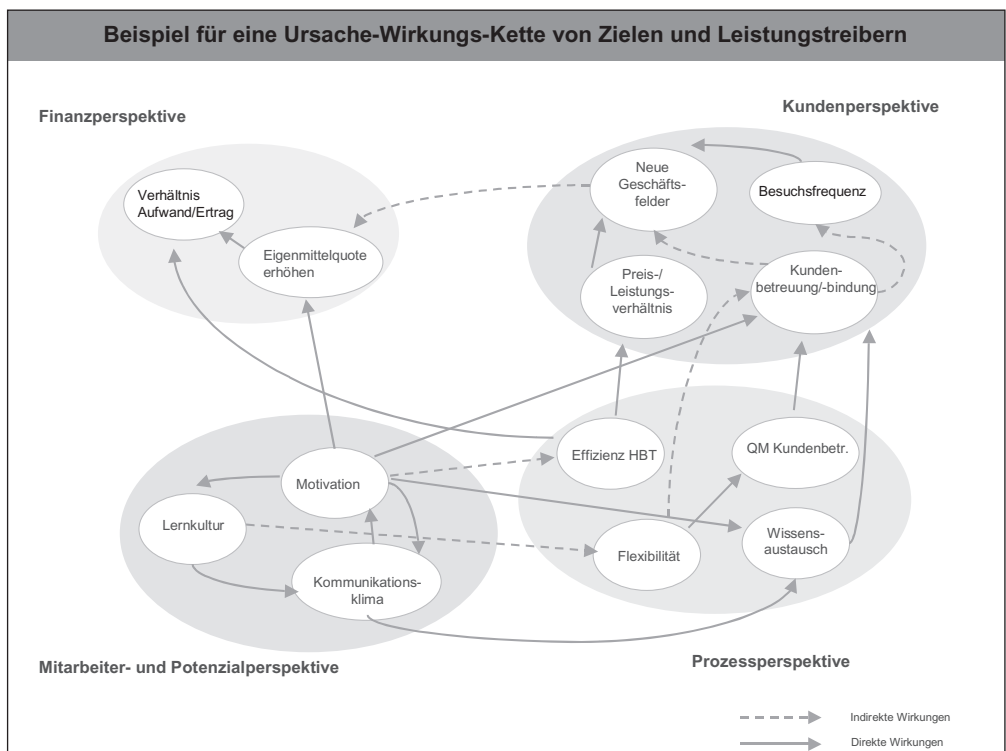 Beispiel für eine Ursache-Wirkungs-Kette von Zielen und Leistungstreibern
Finanzperspektive
Kundenperspektive
Verhältnis
Aufwand/Ertrag
Eigenmittelquote
erhöhen
Neue
Geschäfts-
felder
Besuchsfrequenz
Preis-/
Leistungs-
verhältnis
Kunden-
betreuung/-bindung
Motivation
Lernkultur
Kommunikations-
klima
Effizienz HBT
QM Kundenbetr.
Flexibilität
Wissens-
austausch
Mitarbeiter- und Potenzialperspektive
Prozessperspektive
Indirekte Wirkungen
Direkte Wirkungen